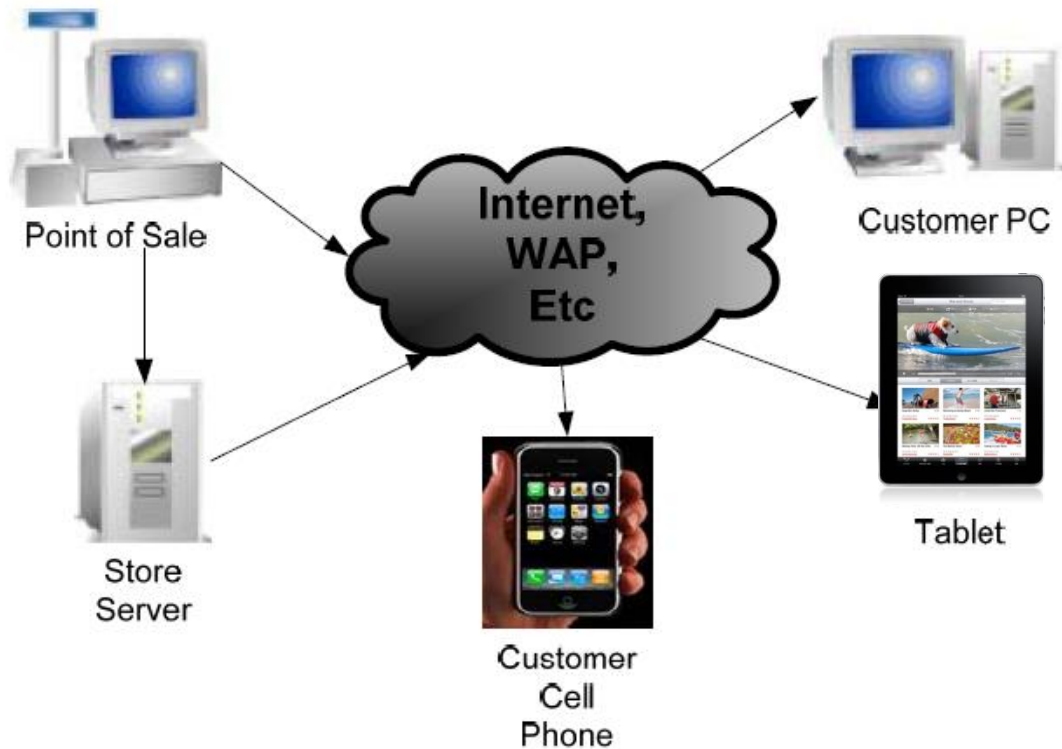 Internet,
WAP,
Etc
Point of Sale
Customer PC
Store
Server
Tablet
Customer
Cell
Phone